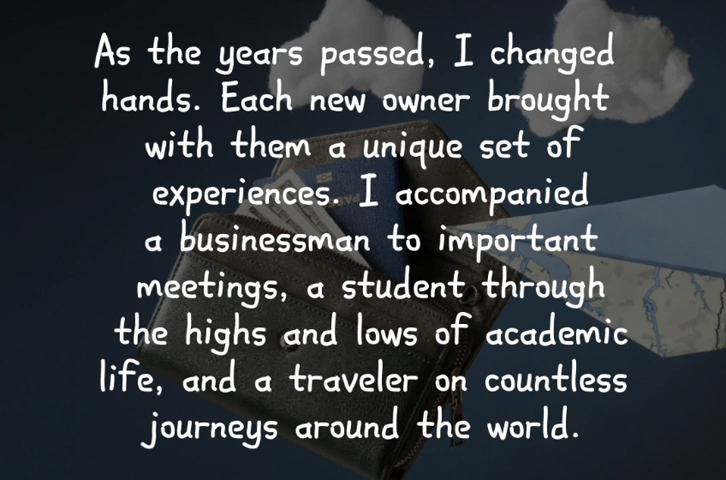 As the years passed, I changed
hands. Each new owner brought
with them a unique set of
experiences. I accompanied
a businessman to important
meetings, a student through
the highs and lows of academic
life, and a traveler on countless
journeys around the world.